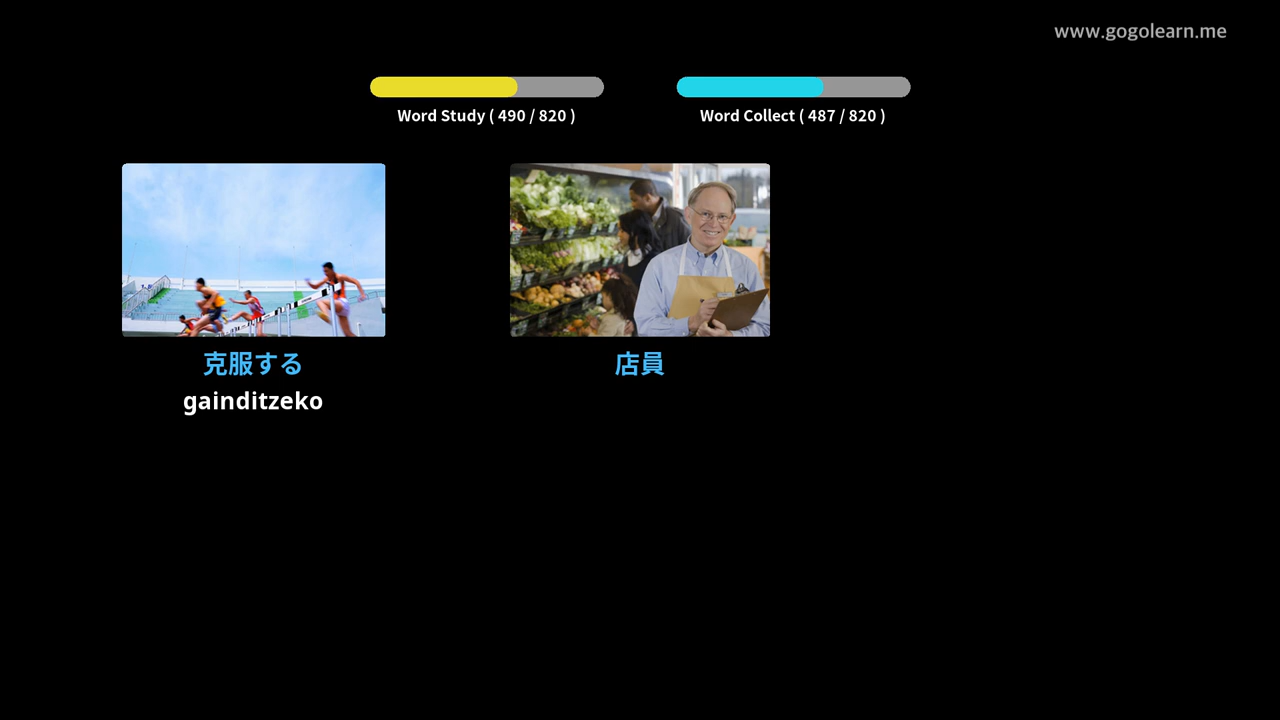 www.gogolearn.me
Word Study ( 490 / 820 )
Word Collect ( 487 / 820 )
克服する
gainditzeko
店員